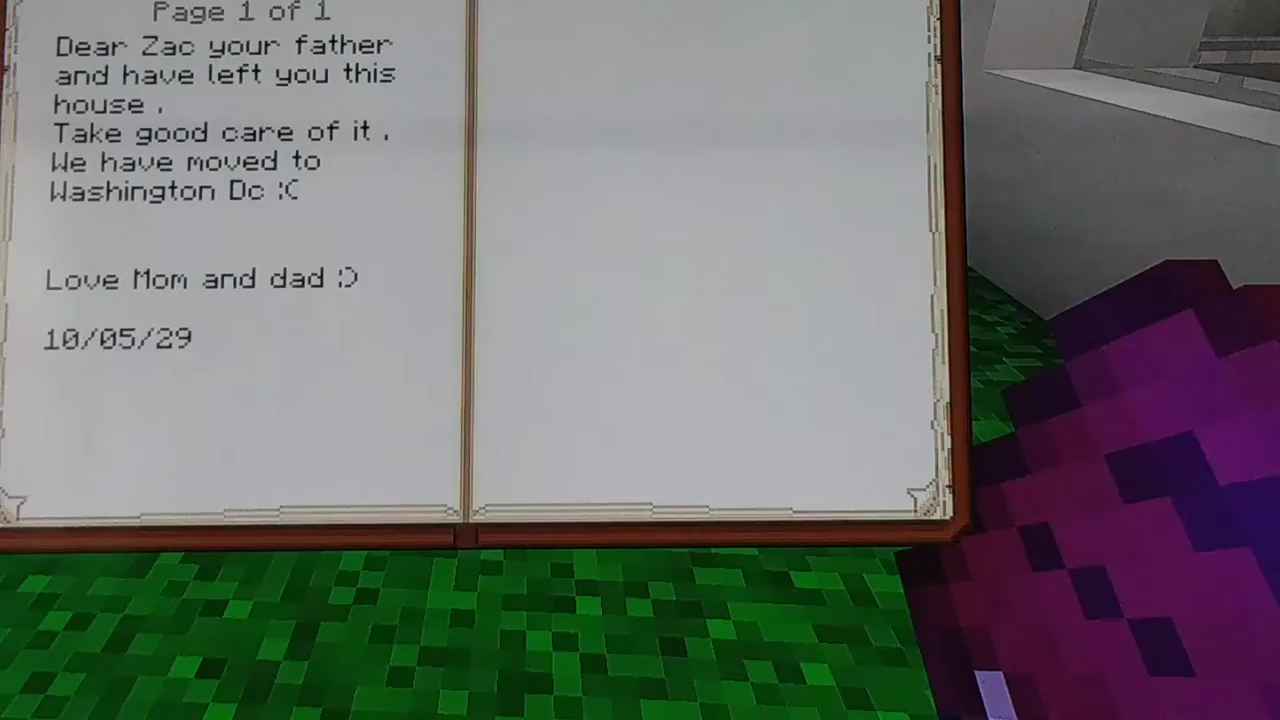 Page 1 of 1
Dear Zac your father
and have left you this
house .
Take good care of it .
We have moved to
Washington Dc :(
Love Mom and dad :)
10/05/29